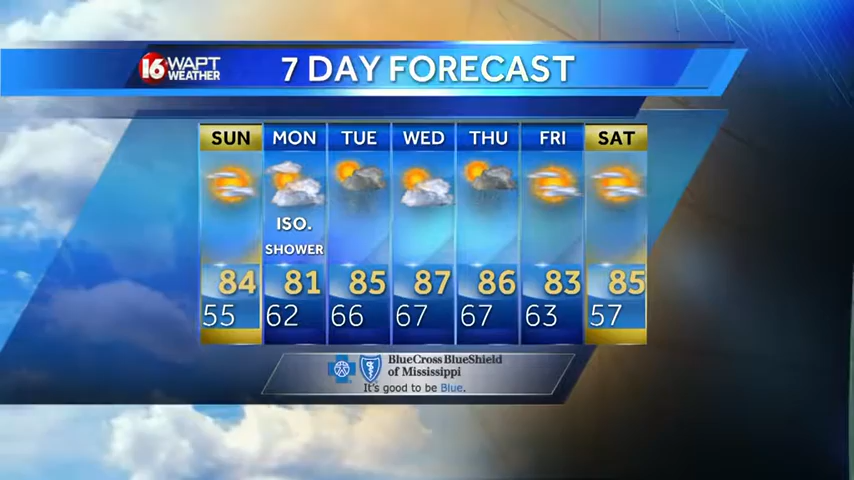 16 WAPT
WEATHER
7 DAY FORECAST
SUN MON TUE WED THU FRI SAT
ISO.
SHOWER
84 81 85 87 86 83 85
55 62 66 67 67 63 57
BlueCross BlueShield
of Mississippi
It's good to be Blue.